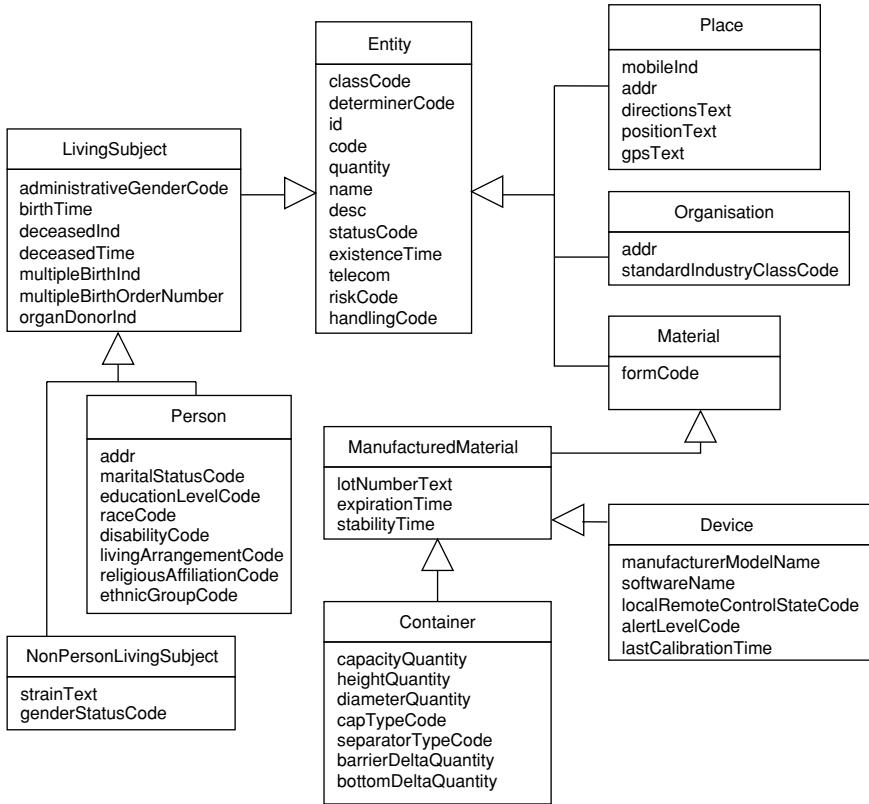 Entity
classCode
determinerCode
id
code
quantity
name
desc
statusCode
existenceTime
telecom
riskCode
handlingCode
Place
mobileInd
addr
directionsText
positionText
gpsText
LivingSubject
administrativeGenderCode
birthTime
deceasedInd
deceasedTime
multipleBirthInd
multipleBirthOrderNumber
organDonorInd
Organisation
addr
standardIndustryClassCode
Material
formCode
Person
addr
maritalStatusCode
educationLevelCode
raceCode
disabilityCode
livingArrangementCode
religiousAffiliationCode
ethnicGroupCode
ManufacturedMaterial
lotNumberText
expirationTime
stabilityTime
Device
manufacturerModelName
softwareName
localRemoteControlStateCode
alertLevelCode
lastCalibrationTime
NonPersonLivingSubject
strainText
genderStatusCode
Container
capacityQuantity
heightQuantity
diameterQuantity
capTypeCode
separatorTypeCode
barrierDeltaQuantity
bottomDeltaQuantity